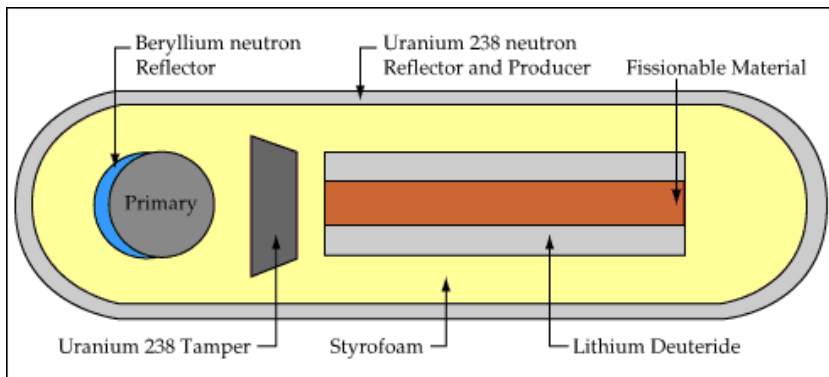 Beryllium neutron
Reflector
Uranium 238 neutron
Reflector and Producer
Fissionable Material
Primary
Uranium 238 Tamper
Styrofoam
Lithium Deuteride